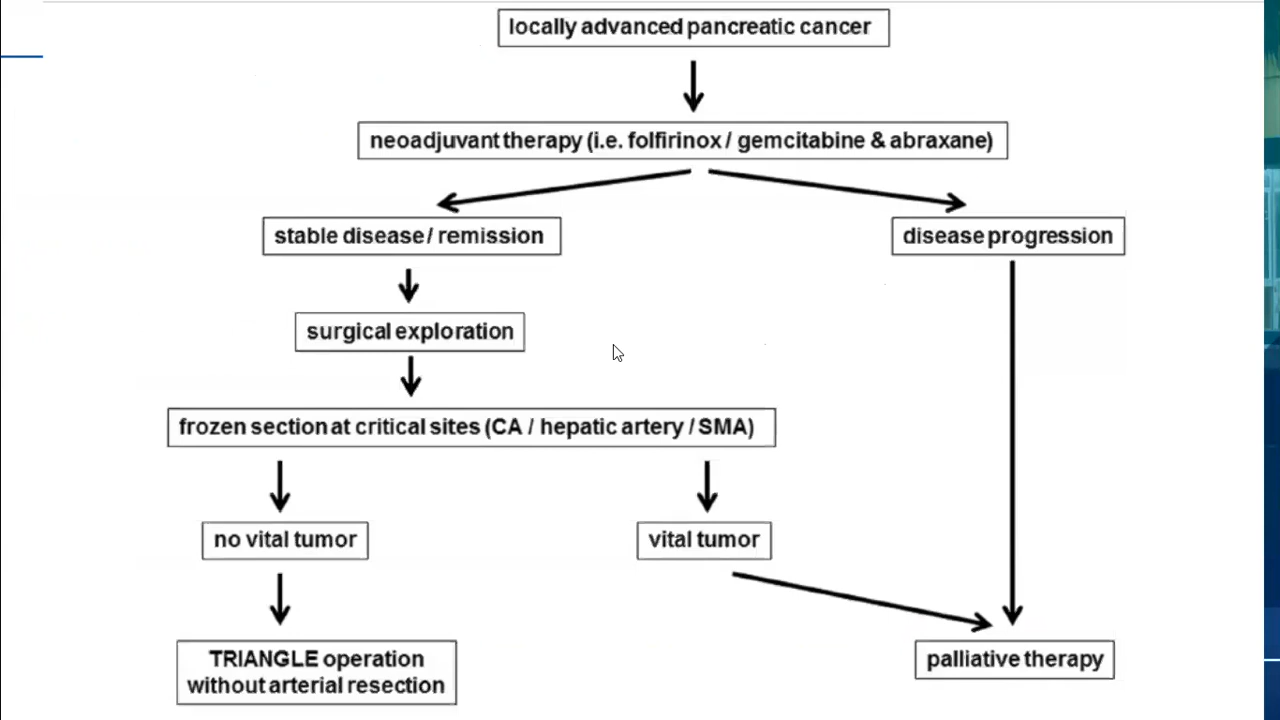 locally advanced pancreatic cancer
neoadjuvant therapy (i.e. folfirinox / gemcitabine & abraxane)
stable disease / remission
disease progression
surgical exploration
frozen section at critical sites (CA / hepatic artery / SMA)
no vital tumor
vital tumor
TRIANGLE operation
without arterial resection
palliative therapy